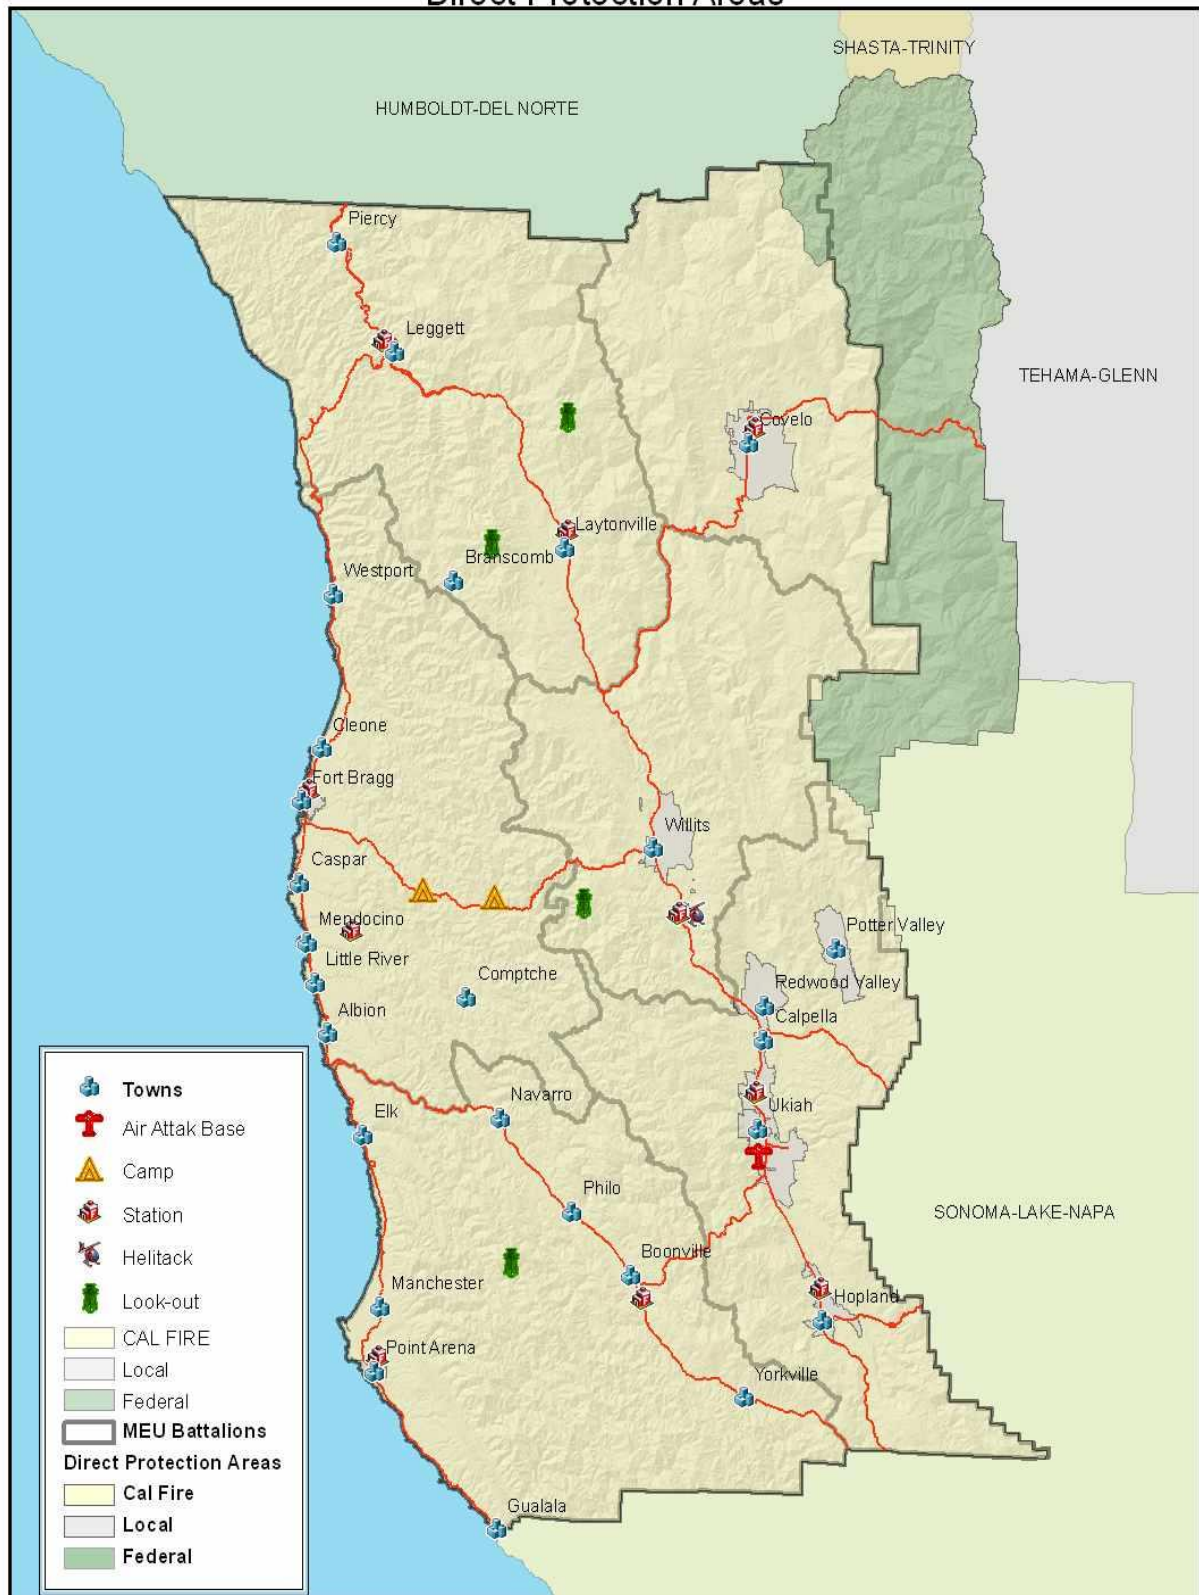 Direct Protection Areas
SHASTA-TRINITY
HUMBOLDT-DEL NORTE
Piercy
Leggett
TEHAMA-GLENN
Covelo
Laytonville
Branscomb
Westport
Cleone
Fort Bragg
Willits
Caspar
Mendocino
Potter Valley
Little River
Comptche
Redwood Valley
Albion
Calpella
Navarro
Ukiah
Elk
Philo
SONOMA-LAKE-NAPA
Boonville
Manchester
Hopland
Point Arena
Yorkville
Gualala
Towns
Air Attak Base
Camp
Station
Helitack
Look-out
CAL FIRE
Local
Federal
MEU Battalions
Direct Protection Areas
Cal Fire
Local
Federal